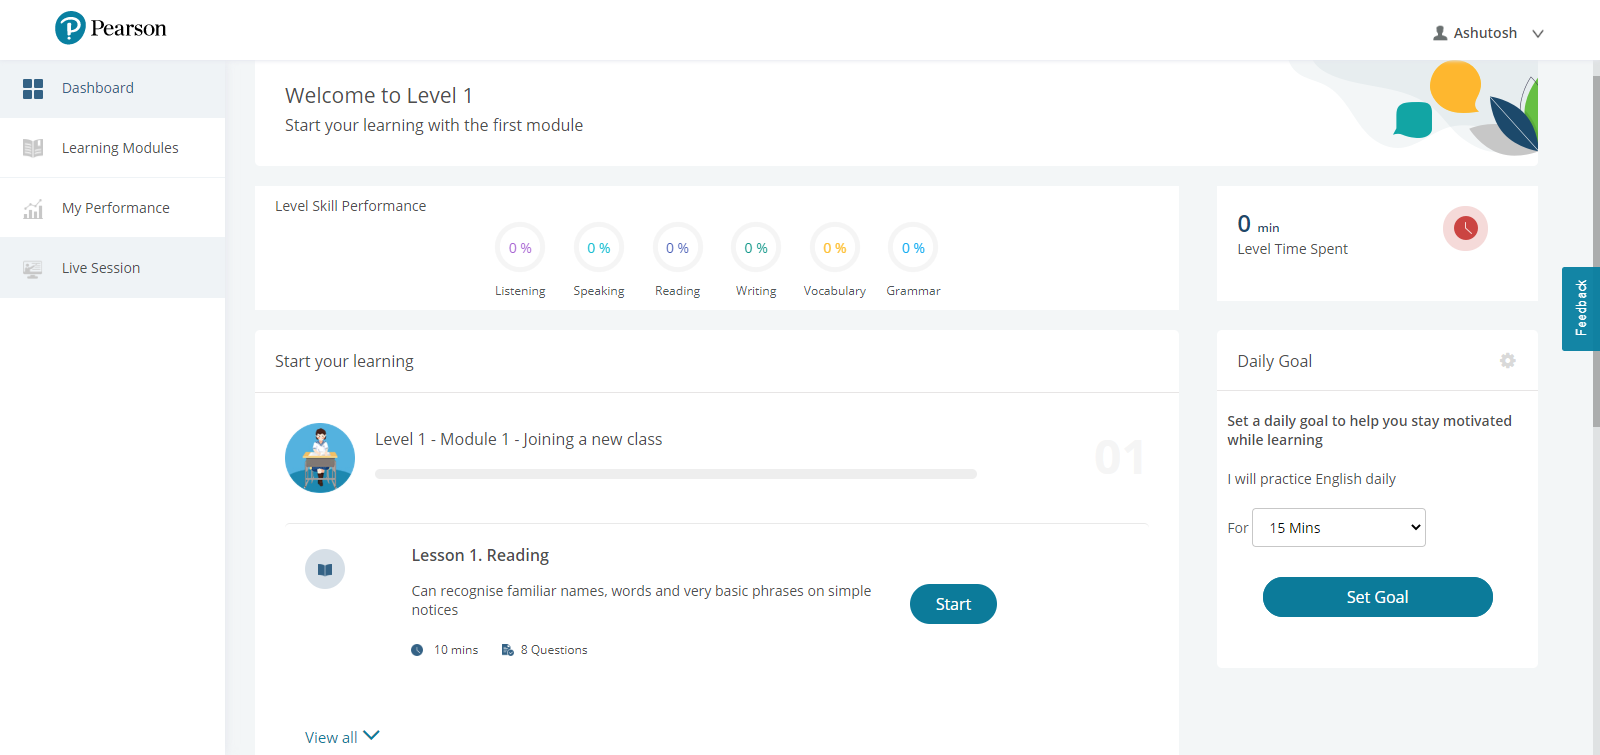 Pearson
Ashutosh
Dashboard
Learning Modules
My Performance
Live Session
Welcome to Level 1
Start your learning with the first module
Level Skill Performance
0 %
0 %
0 %
0 %
0 %
0 %
Listening
Speaking
Reading
Writing
Vocabulary
Grammar
0 min
Level Time Spent
Feedback
Start your learning
Level 1 - Module 1 - Joining a new class
01
Lesson 1. Reading
Can recognise familiar names, words and very basic phrases on simple
notices
Start
10 mins
8 Questions
View all
Daily Goal
Set a daily goal to help you stay motivated
while learning
I will practice English daily
For 15 Mins
Set Goal